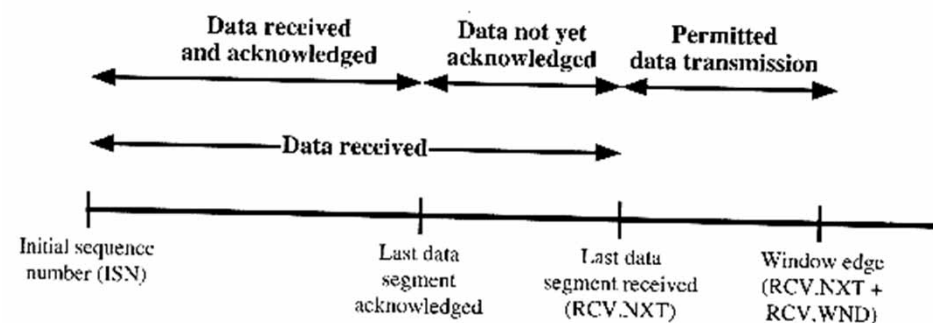 Data received
and acknowledged
Data not yet
acknowledged
Permitted
data transmission
Data received
Initial sequence
number (ISN)
Last data
segment
acknowledged
Last data
segment received
(RCV.NXT)
Window edge
(RCV.NXT +
RCV.WND)